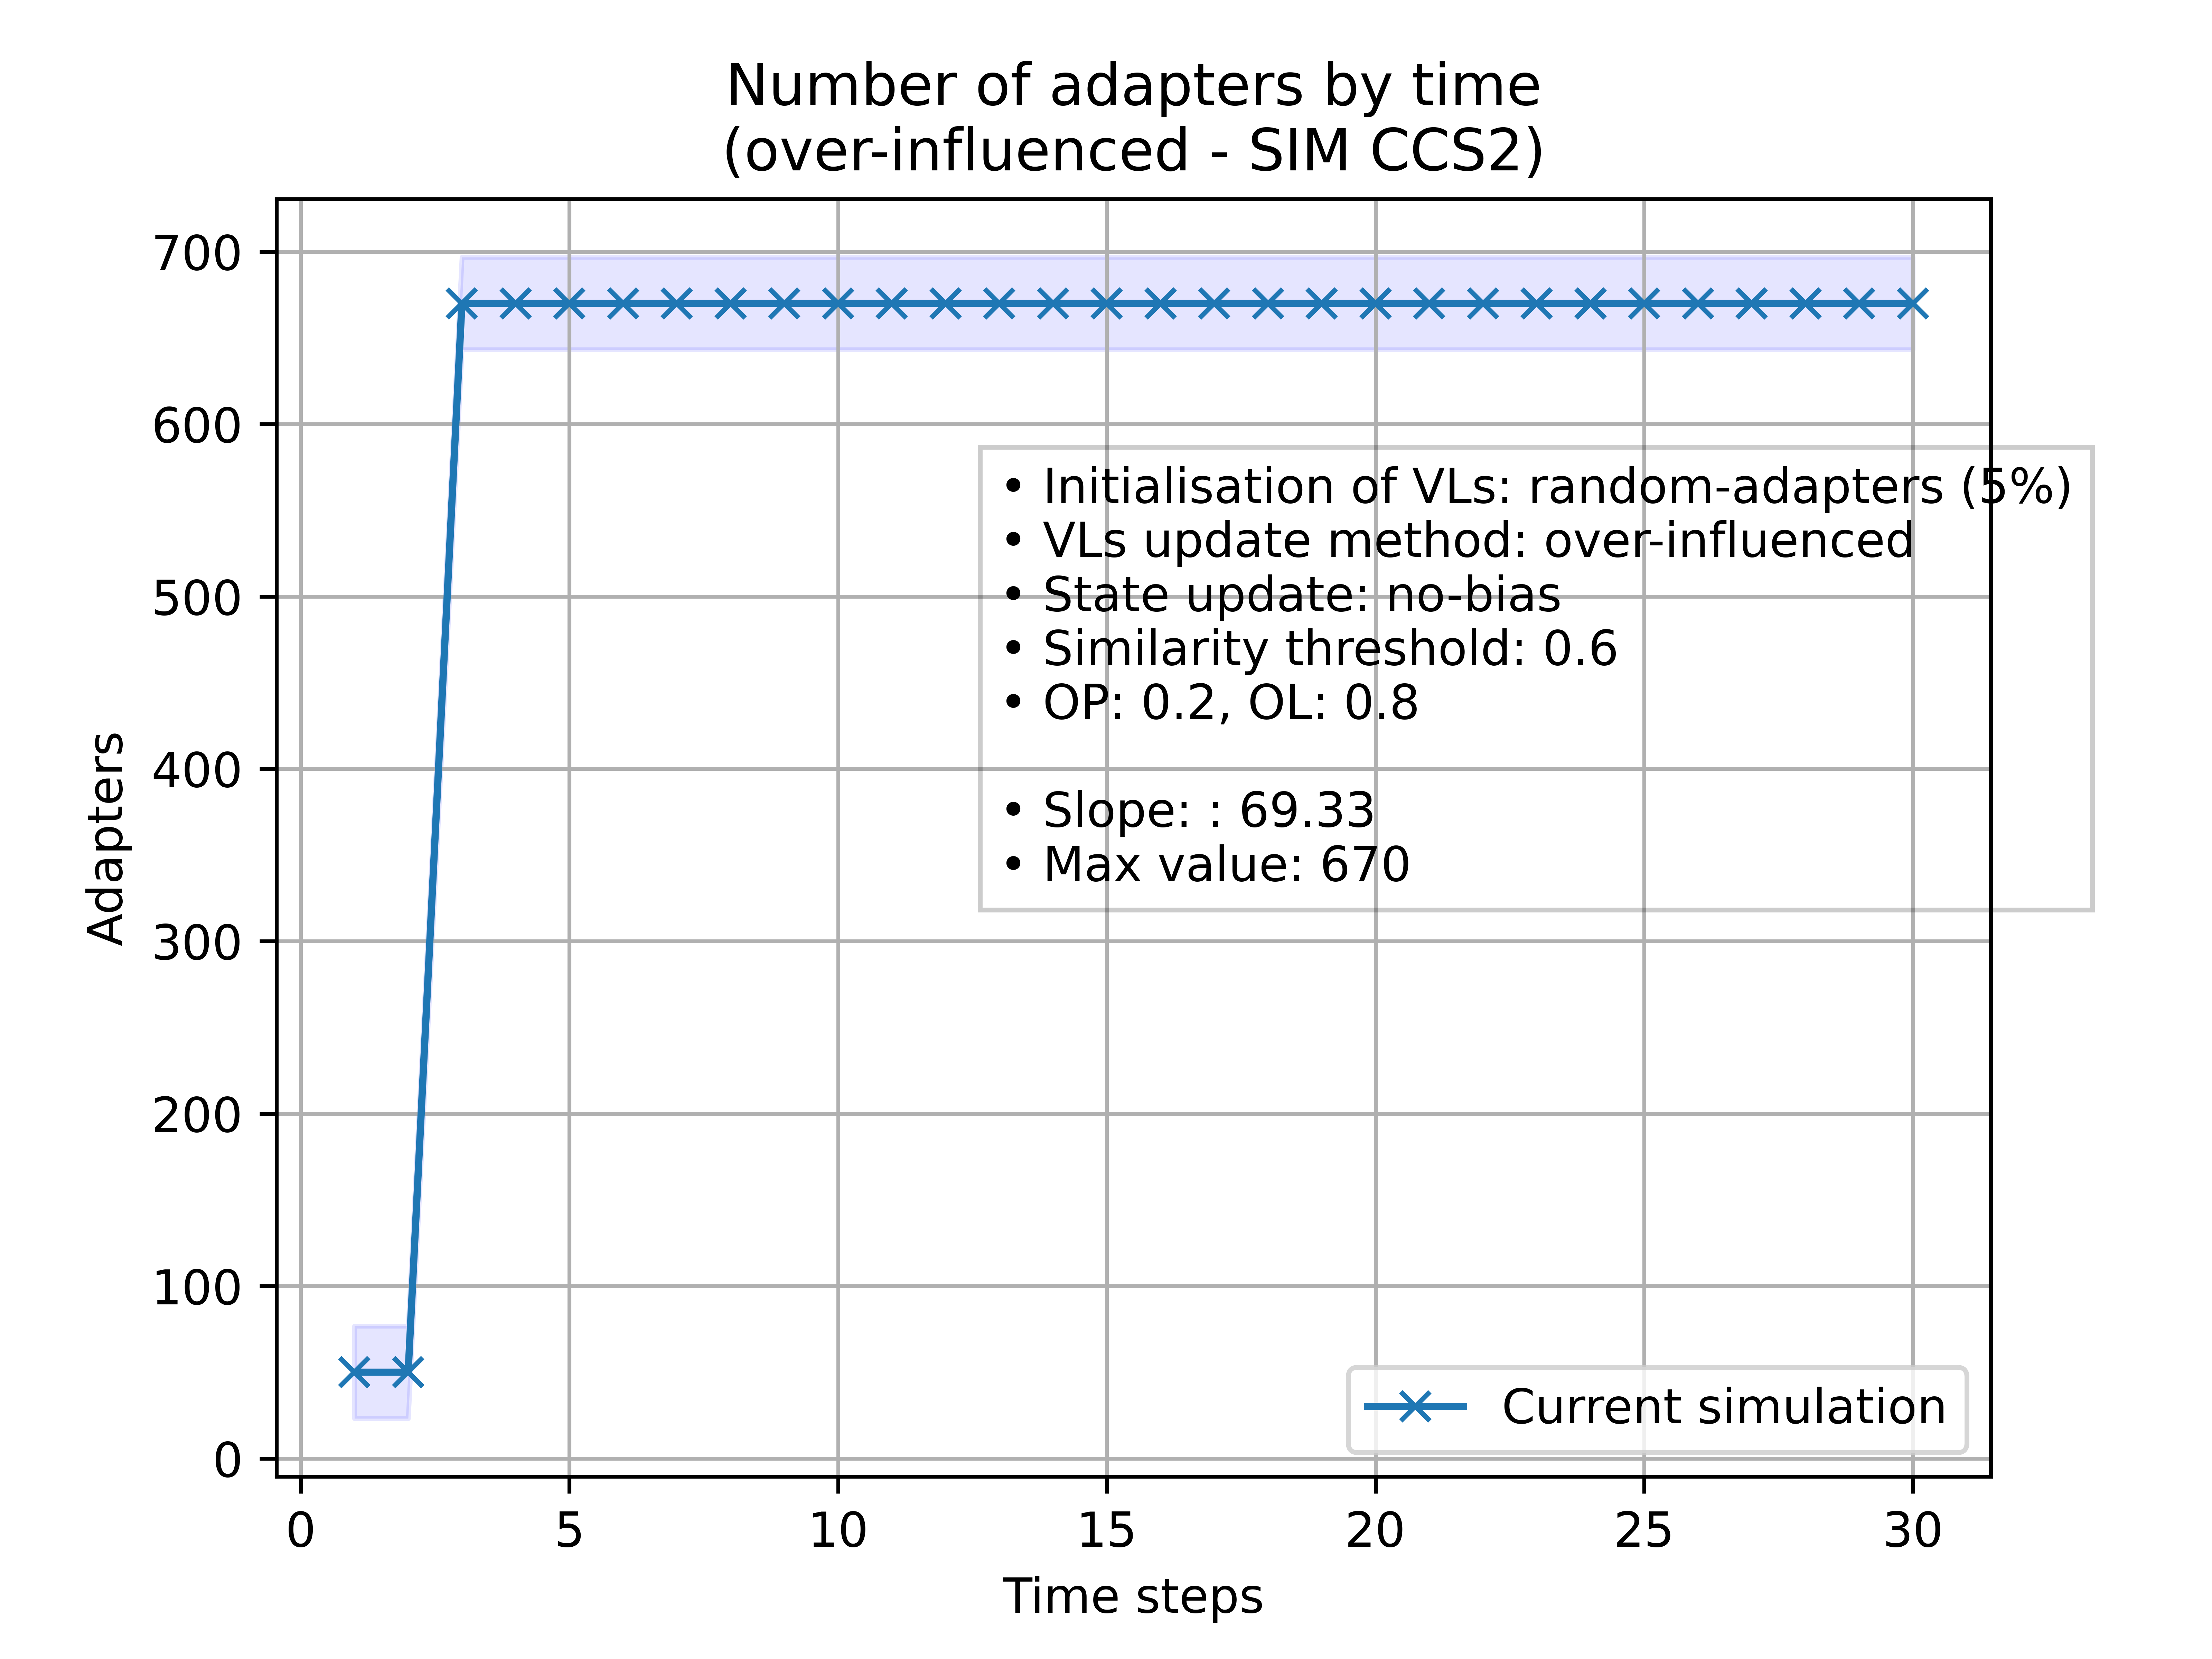 Number of adapters by time
(over-influenced - SIM CCS2)
700
600
500
400
300
200
100
0
Adapters
• Initialisation of VLs: random-adapters (5%)
• VLs update method: over-influenced
• State update: no-bias
• Similarity threshold: 0.6
• OP: 0.2, OL: 0.8
• Slope: : 69.33
• Max value: 670
Current simulation
0 5 10 15 20 25 30
Time steps